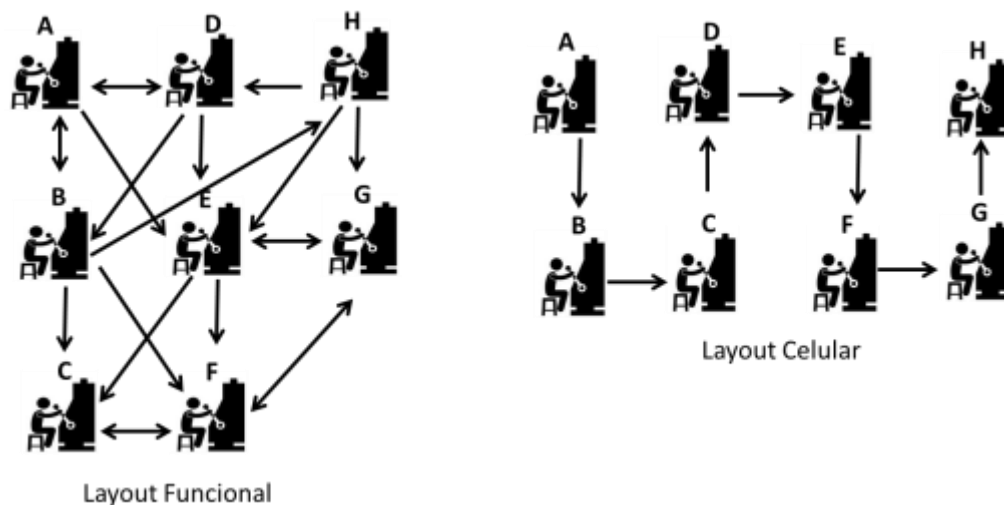 A D H
B E G
C F
Layout Funcional
A D E H
B C F G
Layout Celular